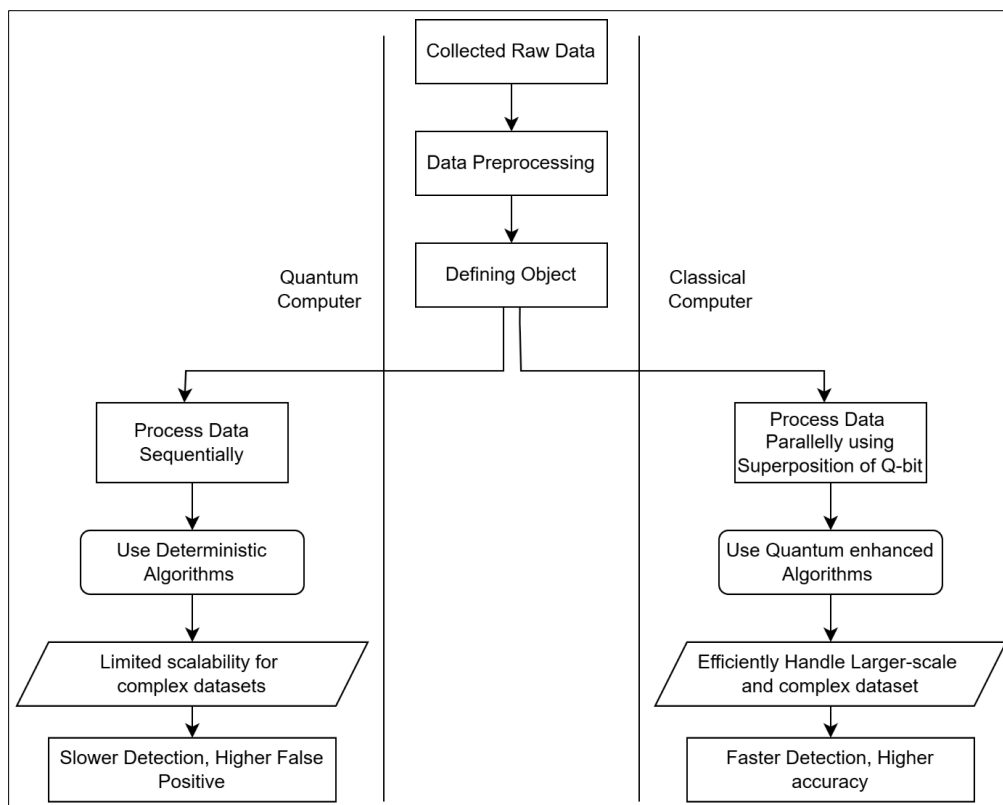 Collected Raw Data
Data Preprocessing
Defining Object
Quantum
Computer
Classical
Computer
Process Data
Sequentially
Process Data
Parallelly using
Superposition of Q-bit
Use Deterministic
Algorithms
Use Quantum enhanced
Algorithms
Limited scalability for
complex datasets
Efficiently Handle Larger-scale
and complex dataset
Slower Detection, Higher False
Positive
Faster Detection, Higher
accuracy